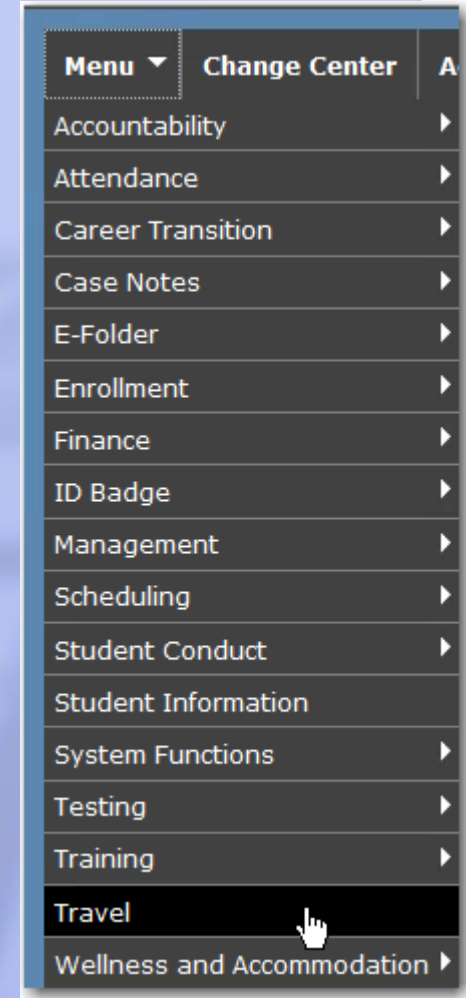 Menu Change Center A
Accountability
Attendance
Career Transition
Case Notes
E-Folder
Enrollment
Finance
ID Badge
Management
Scheduling
Student Conduct
Student Information
System Functions
Testing
Training
Travel
Wellness and Accommodation